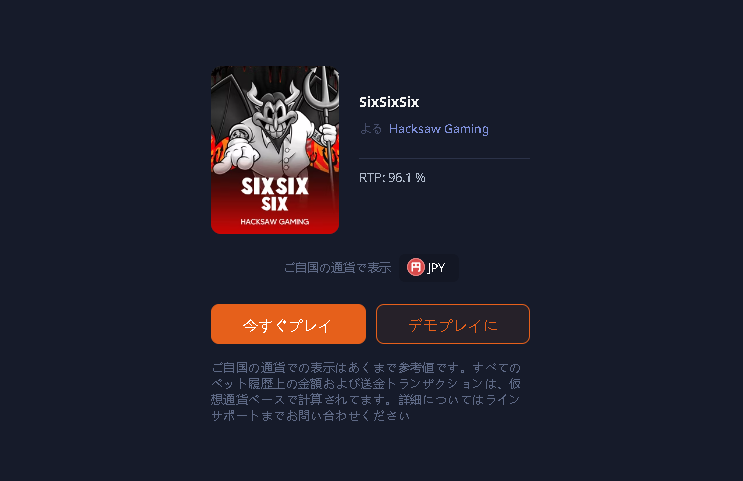 SIXSIX
SIX
HACKSAW GAMING
SixSixSix
よる Hacksaw Gaming
RTP: 96.1 %
ご自国の通貨で表示 円 JPY
今すぐプレイ デモプレイに
ご自国の通貨での表示はあくまで参考値です。すべての
ベット履歴上の金額および送金トランザクションは、仮
想通貨ベースで計算されてます。詳細についてはライン
サポートまでお問い合わせください